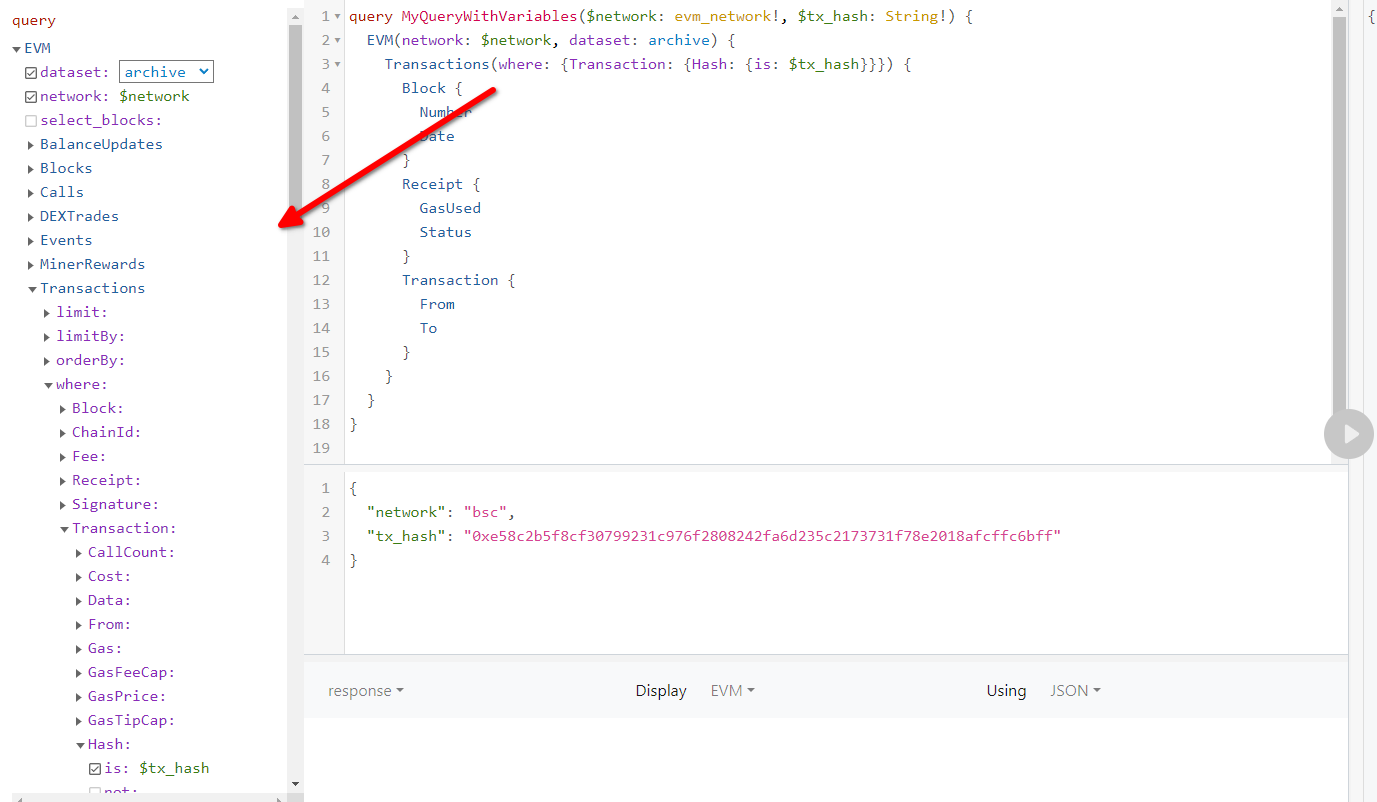 query
EVM
dataset: archive
network: $network
select_blocks:
BalanceUpdates
Blocks
Calls
DEXTrades
Events
MinerRewards
Transactions
limit:
limitBy:
orderBy:
where:
Block:
ChainId:
Fee:
Receipt:
Signature:
Transaction:
CallCount:
Cost:
Data:
From:
Gas:
GasFeeCap:
GasPrice:
GasTipCap:
Hash:
is: $tx_hash
not:
1 query MyQueryWithVariables($network: evm_network!, $tx_hash: String!) {
2 EVM(network: $network, dataset: archive) {
3 Transactions(where: {Transaction: {Hash: {is: $tx_hash}}}) {
4 Block {
5 Number
6 Date
7 }
8 Receipt {
9 GasUsed
10 Status
11 }
12 Transaction {
13 From
14 To
15 }
16 }
17 }
18 }
19
1 {
2 "network": "bsc",
3 "tx_hash": "0xe58c2b5f8cf30799231c976f2808242fa6d235c2173731f78e2018afcffc6bff"
4 }
response Display EVM Using JSON
{